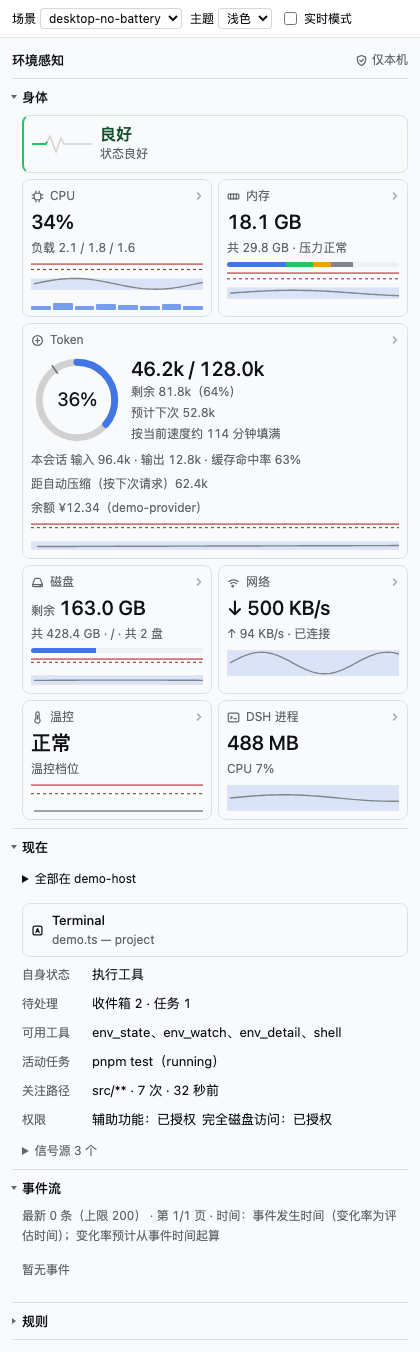 场景 desktop-no-battery 主题 浅色 实时模式
环境感知 仅本机
身体
良好
状态良好
CPU
34%
负载 2.1 / 1.8 / 1.6
内存
18.1 GB
共 29.8 GB · 压力正常
Token
36%
46.2k / 128.0k
剩余 81.8k（64%）
预计下次 52.8k
按当前速度约 114 分钟填满
本会话 输入 96.4k · 输出 12.8k · 缓存命中率 63%
距自动压缩（按下次请求）62.4k
余额 ¥12.34（demo-provider）
磁盘
剩余 163.0 GB
共 428.4 GB · / · 共 2 盘
网络
↓ 500 KB/s
↑ 94 KB/s · 已连接
温控
正常
温控档位
DSH 进程
488 MB
CPU 7%
现在
全部在 demo-host
Terminal
demo.ts — project
自身状态 执行工具
待处理 收件箱 2 · 任务 1
可用工具 env_state、env_watch、env_detail、shell
活动任务 pnpm test（running）
关注路径 src/** · 7 次 · 32 秒前
权限 辅助功能：已授权 完全磁盘访问：已授权
信号源 3 个
事件流
最新 0 条（上限 200） · 第 1/1 页 · 时间：事件发生时间（变化率为评
估时间）；变化率预计从事件时间起算
暂无事件
规则